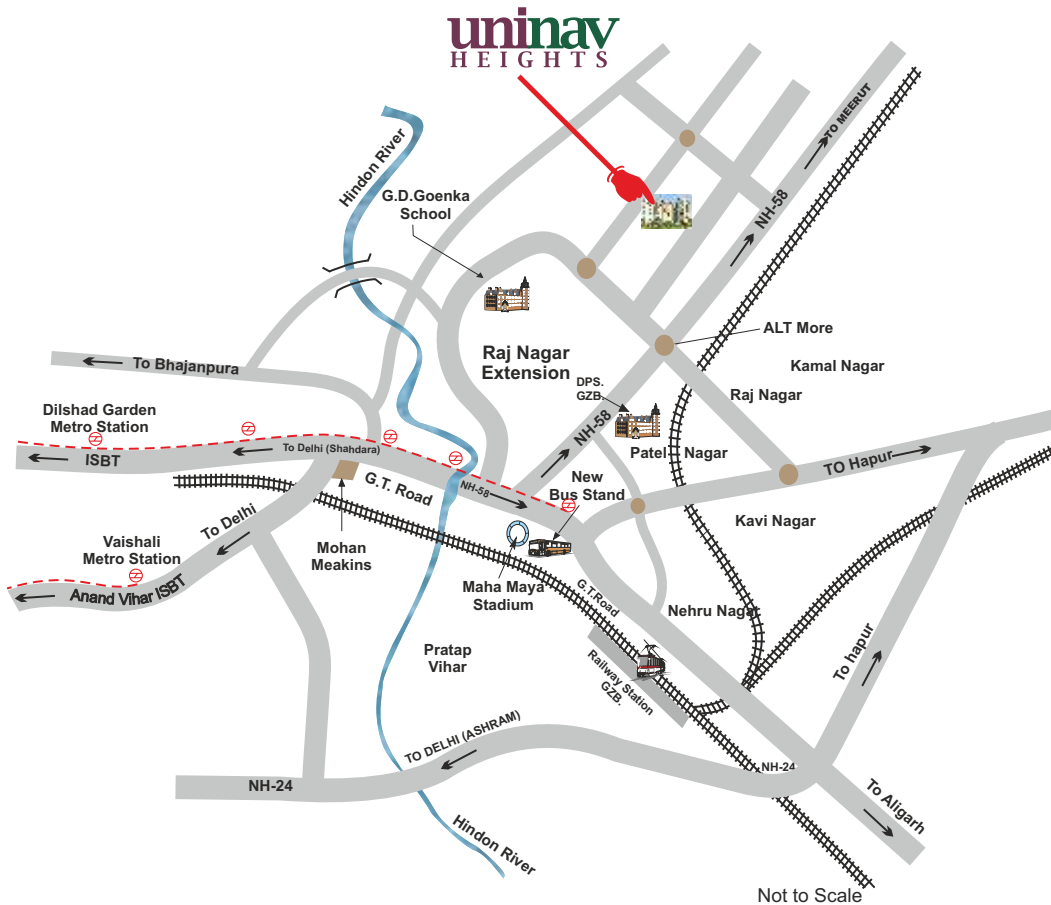 uninav
HEIGHTS
Hindon River
G.D.Goenka
School
TO MEERUT
NH-58
ALT More
Kamal Nagar
Raj Nagar
Extension
Raj Nagar
DPS.
GZB.
NH-58
Patel Nagar
To Bhajanpura
Dilshad Garden
Metro Station
To Delhi (Shahdara)
ISBT
G.T. Road
NH-58
New
Bus Stand
TO Hapur
Kavi Nagar
To Delhi
Vaishali
Metro Station
Anand Vihar ISBT
Mohan
Meakins
Maha Maya
Stadium
G.T.Road
Nehru Nagar
Pratap
Vihar
Railway Station
GZB.
To hapur
TO DELHI (ASHRAM)
NH-24
NH-24
To Aligarh
Hindon River
Not to Scale